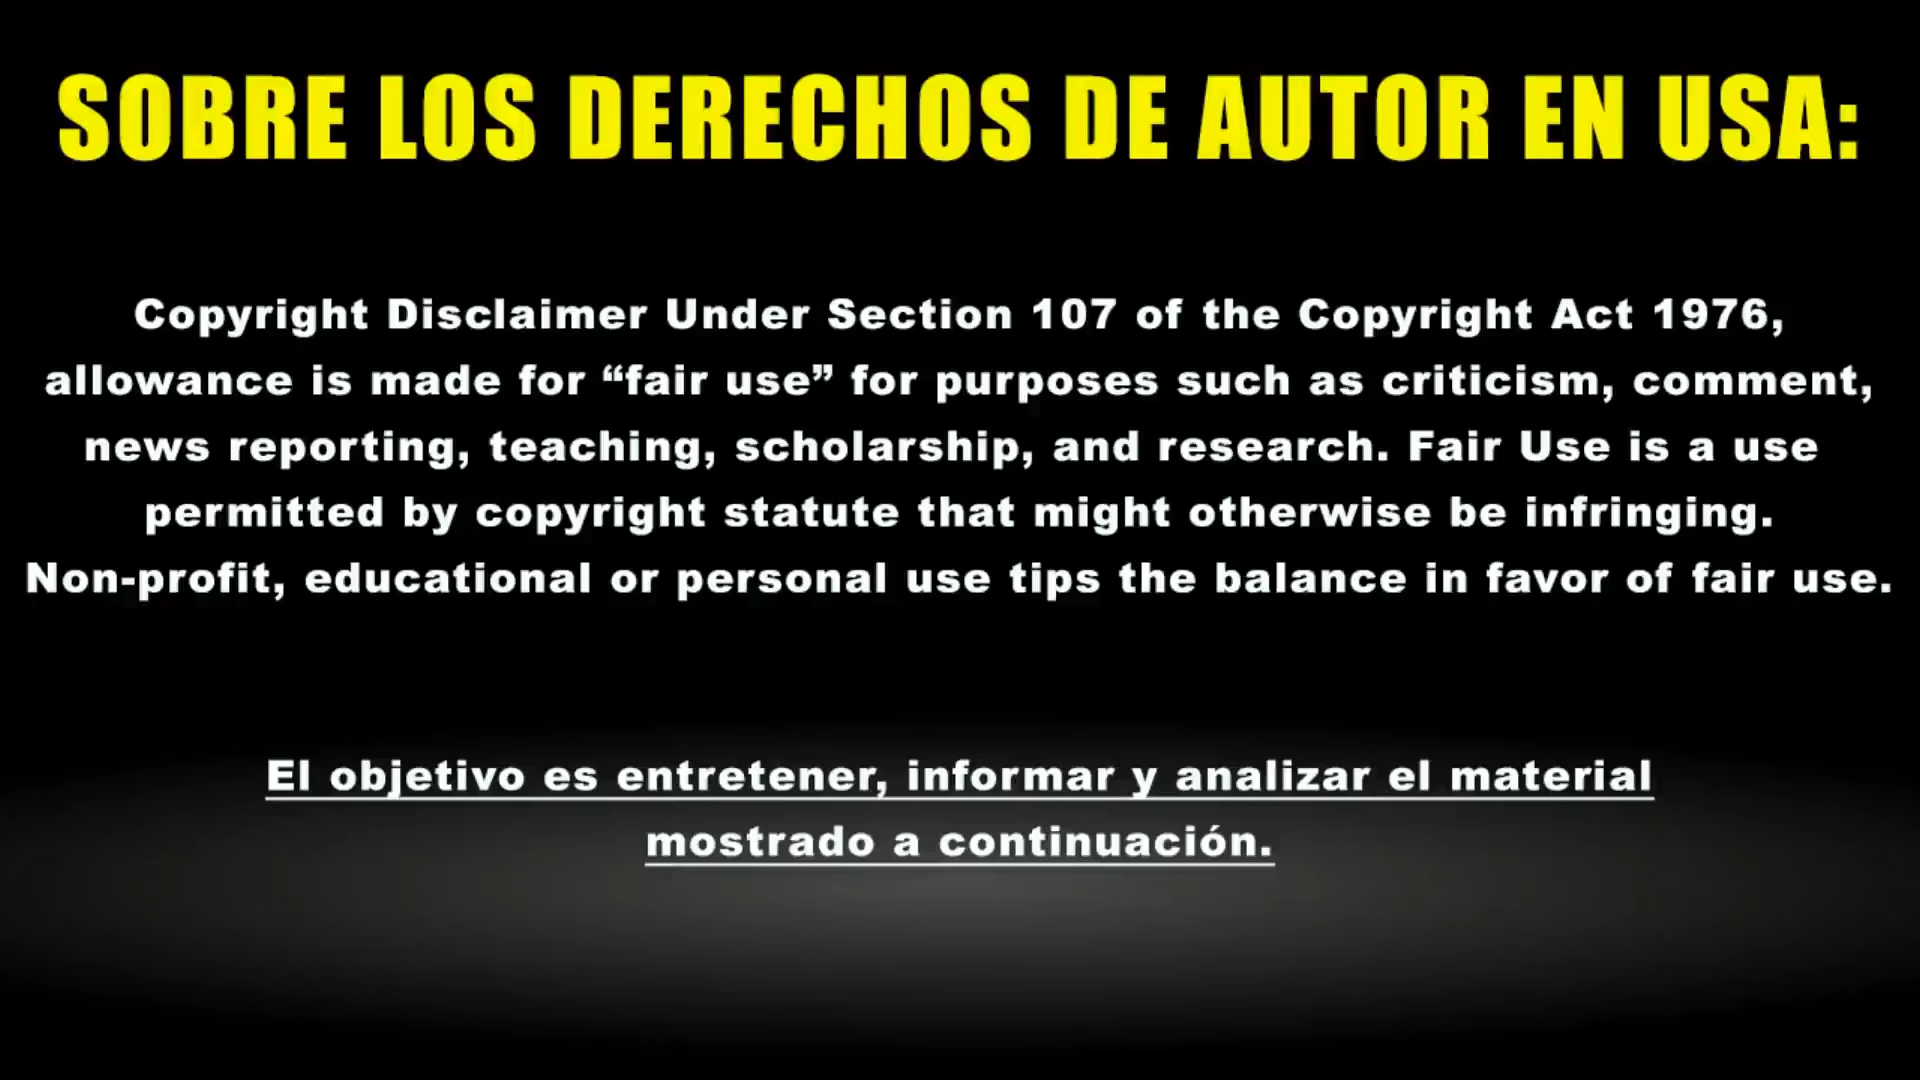 SOBRE LOS DERECHOS DE AUTOR EN USA:
Copyright Disclaimer Under Section 107 of the Copyright Act 1976,
allowance is made for “fair use” for purposes such as criticism, comment,
news reporting, teaching, scholarship, and research. Fair Use is a use
permitted by copyright statute that might otherwise be infringing.
Non-profit, educational or personal use tips the balance in favor of fair use.
El objetivo es entretener, informar y analizar el material
mostrado a continuación.